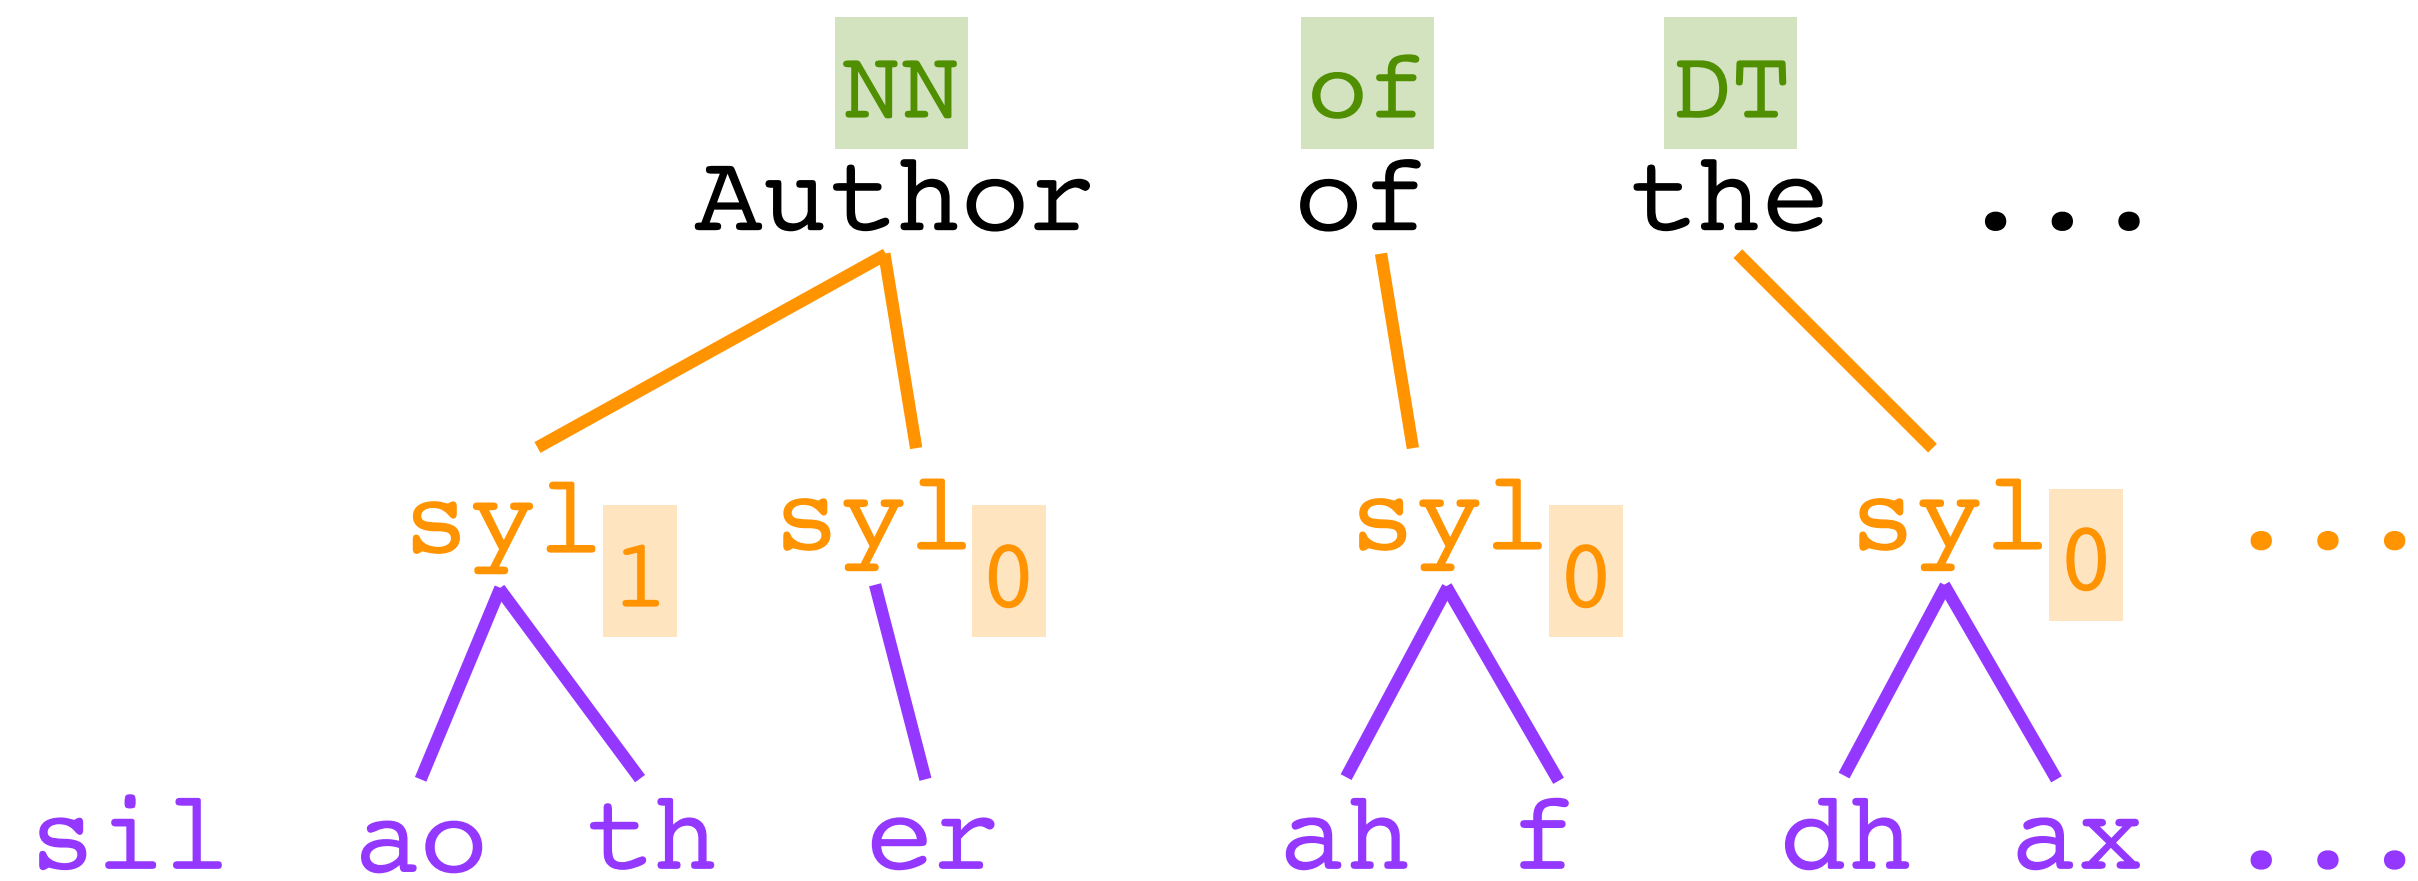 NN of DT
Author of the ...
syl1 syl0 syl0 syl0 ...
sil ao th er ah f dh ax ...